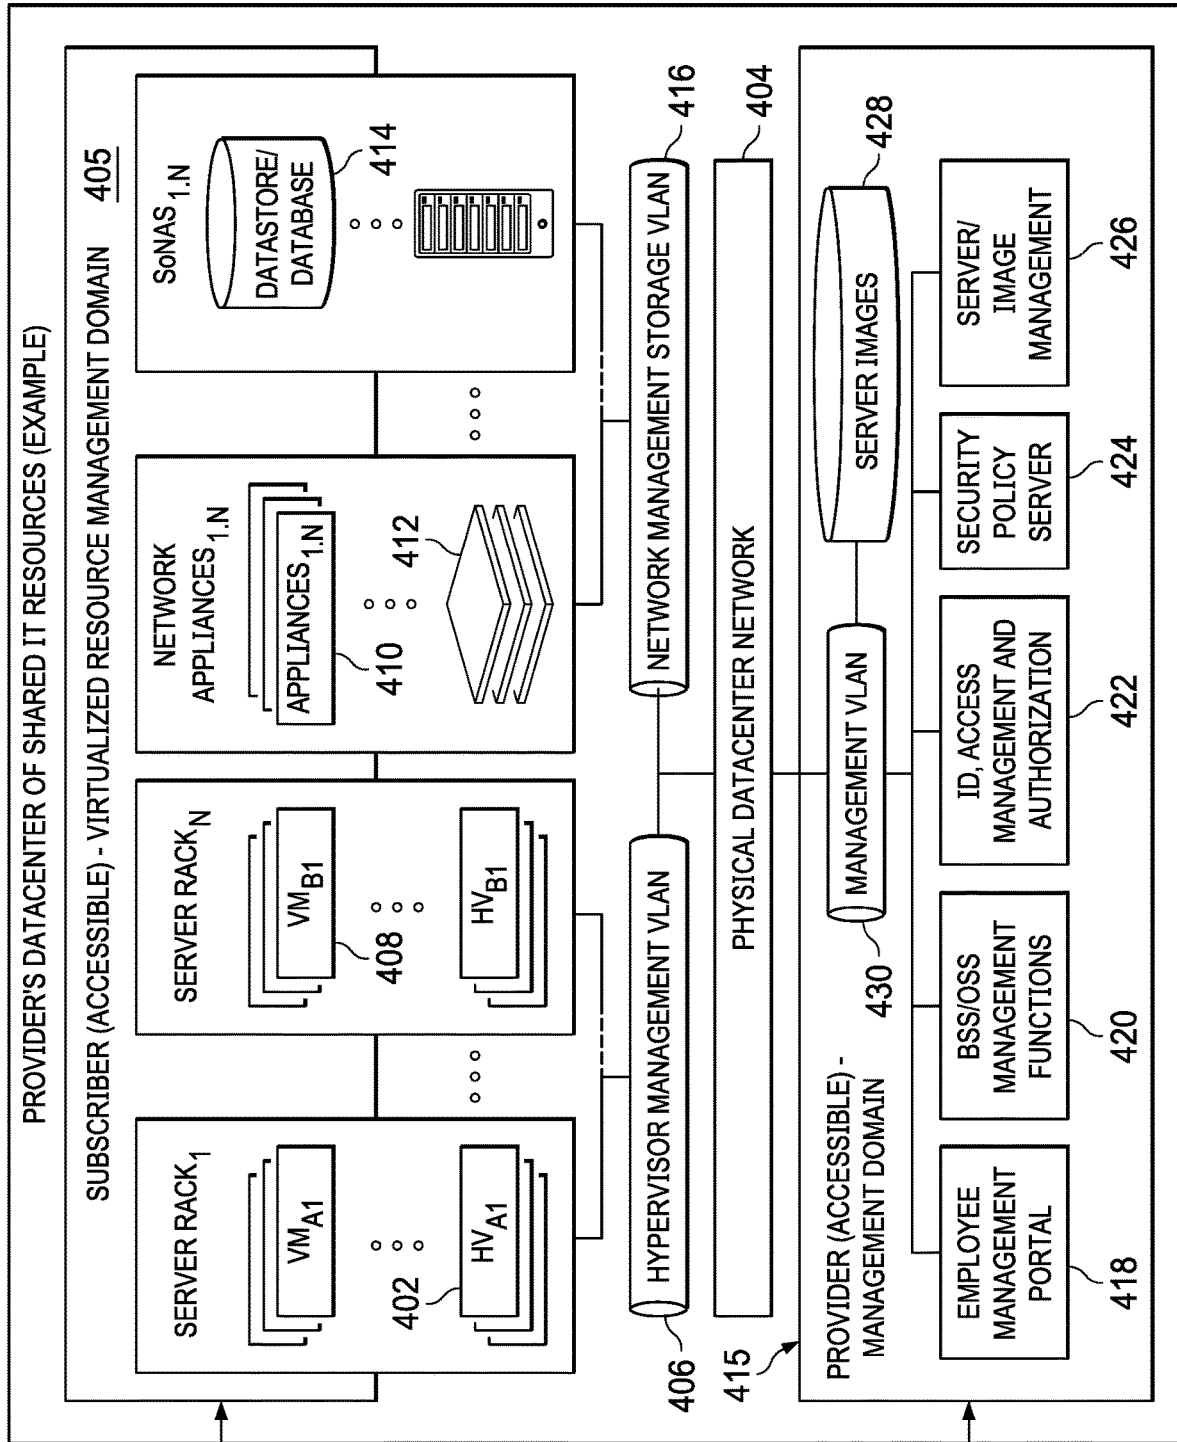 PROVIDER'S DATACENTER OF SHARED IT RESOURCES (EXAMPLE)
SUBSCRIBER (ACCESSIBLE) - VIRTUALIZED RESOURCE MANAGEMENT DOMAIN
405
SERVER RACK1
VMA1
HVA1
402
SERVER RACKN
VMB1
408
HVB1
NETWORK
APPLIANCES1.N
APPLIANCES1.N
410
412
SoNAS1.N
DATASTORE/
DATABASE
414
HYPERVISOR MANAGEMENT VLAN
406
NETWORK MANAGEMENT STORAGE VLAN
416
PHYSICAL DATACENTER NETWORK
404
415
PROVIDER (ACCESSIBLE) -
MANAGEMENT DOMAIN
MANAGEMENT VLAN
430
SERVER IMAGES
428
EMPLOYEE
MANAGEMENT
PORTAL
418
BSS/OSS
MANAGEMENT
FUNCTIONS
420
ID, ACCESS
MANAGEMENT AND
AUTHORIZATION
422
SECURITY
POLICY
SERVER
424
SERVER/
IMAGE
MANAGEMENT
426